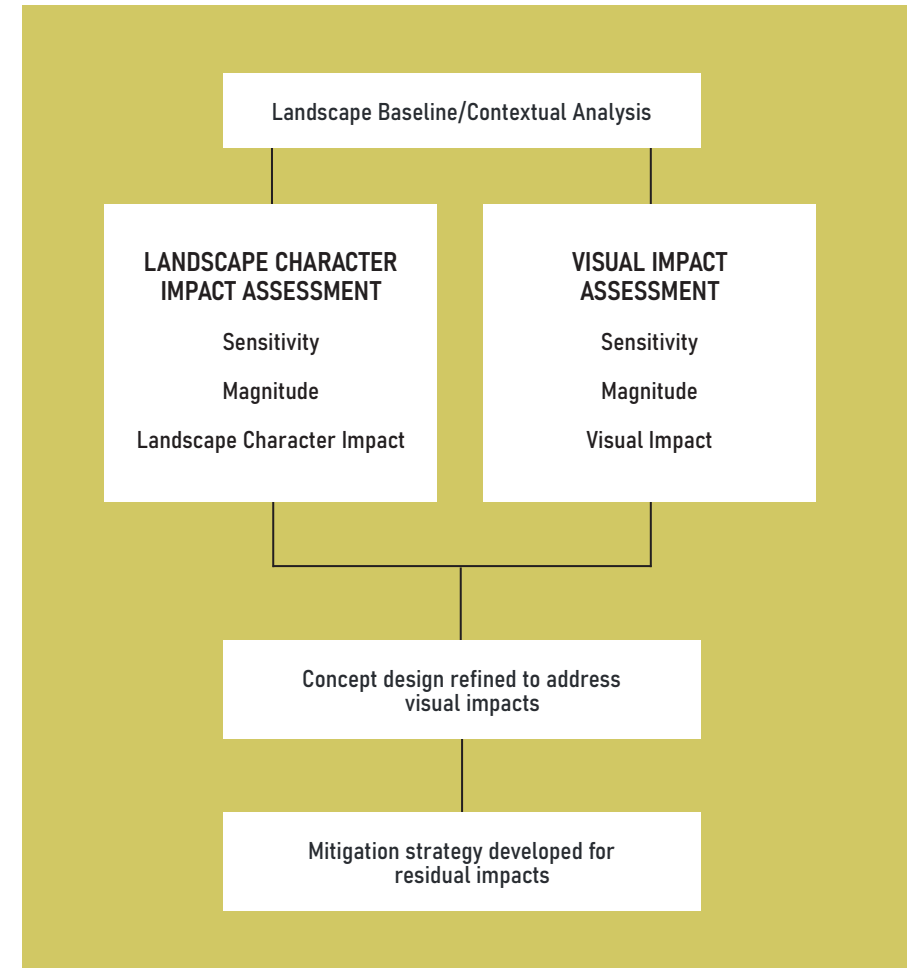 Landscape Baseline/Contextual Analysis
LANDSCAPE CHARACTER
IMPACT ASSESSMENT
Sensitivity
Magnitude
Landscape Character Impact
VISUAL IMPACT
ASSESSMENT
Sensitivity
Magnitude
Visual Impact
Concept design refined to address
visual impacts
Mitigation strategy developed for
residual impacts